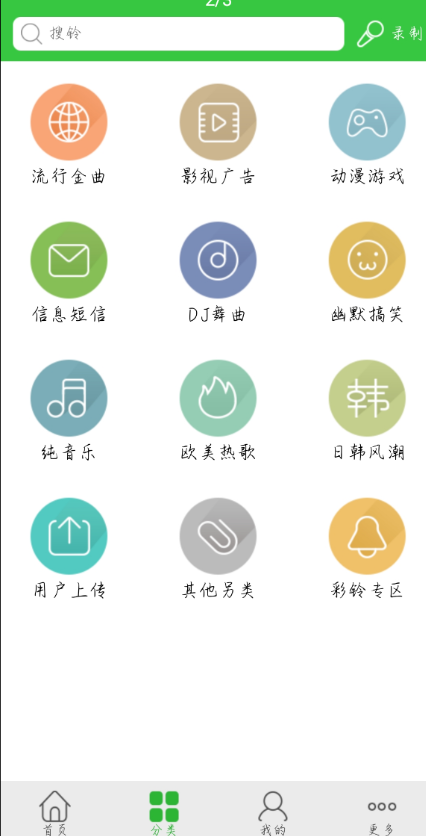 2/3
搜铃
录制
流行金曲 影视广告 动漫游戏
信息短信 DJ舞曲 幽默搞笑
纯音乐 欧美热歌 韩 日韩风潮
用户上传 其他另类 彩铃专区
首页 分类 我的 更多